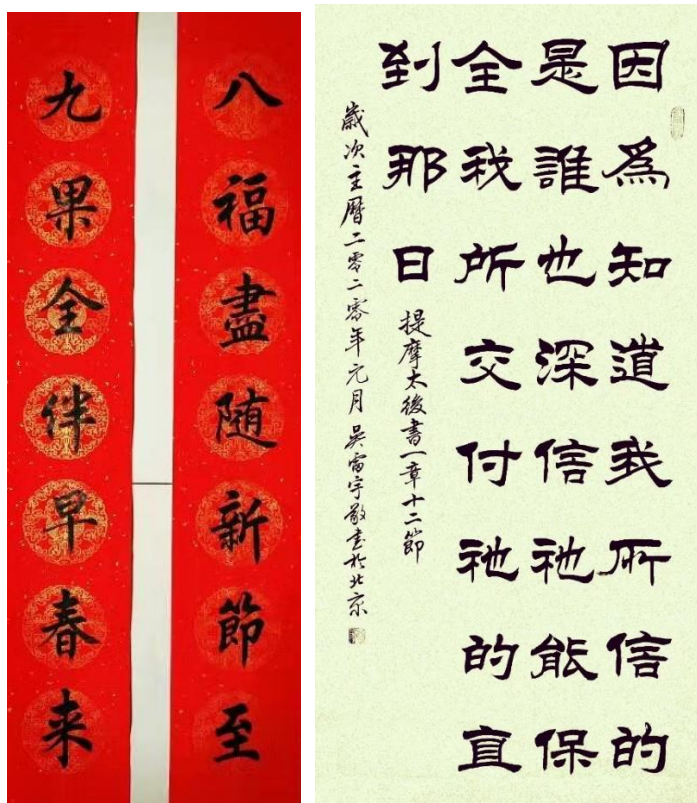 八福盡随新節至
九果全伴早春来
因為知道我所信的
是誰也深信祂能保
全我所交付祂的直
到那日
提摩太後書一章十二節
歲次主曆二零二零年元月 吳雷宇敬書於北京